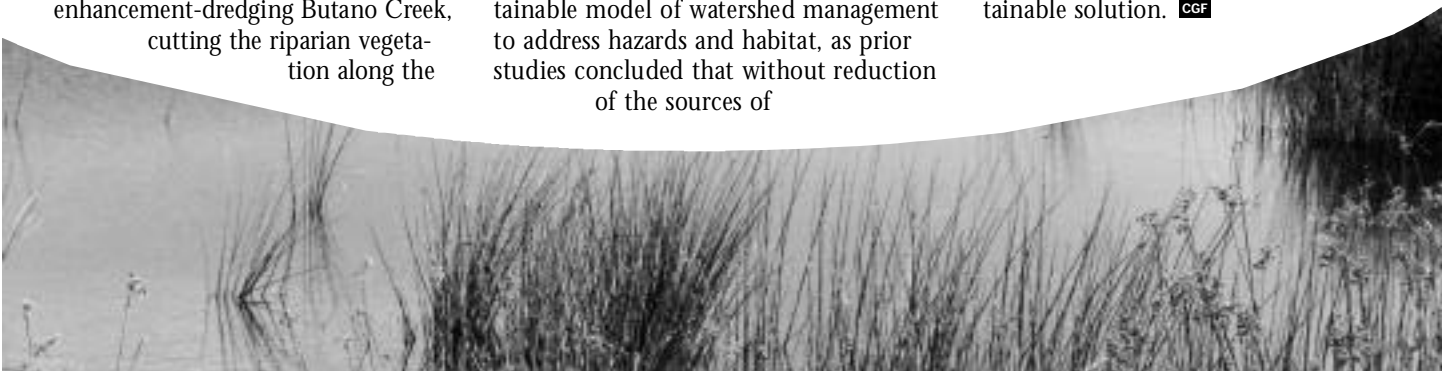 enhancement-dredging Butano Creek,
cutting the riparian vegeta-
tion along the
tainable model of watershed management
to address hazards and habitat, as prior
studies concluded that without reduction
of the sources of
tainable solution. CGF